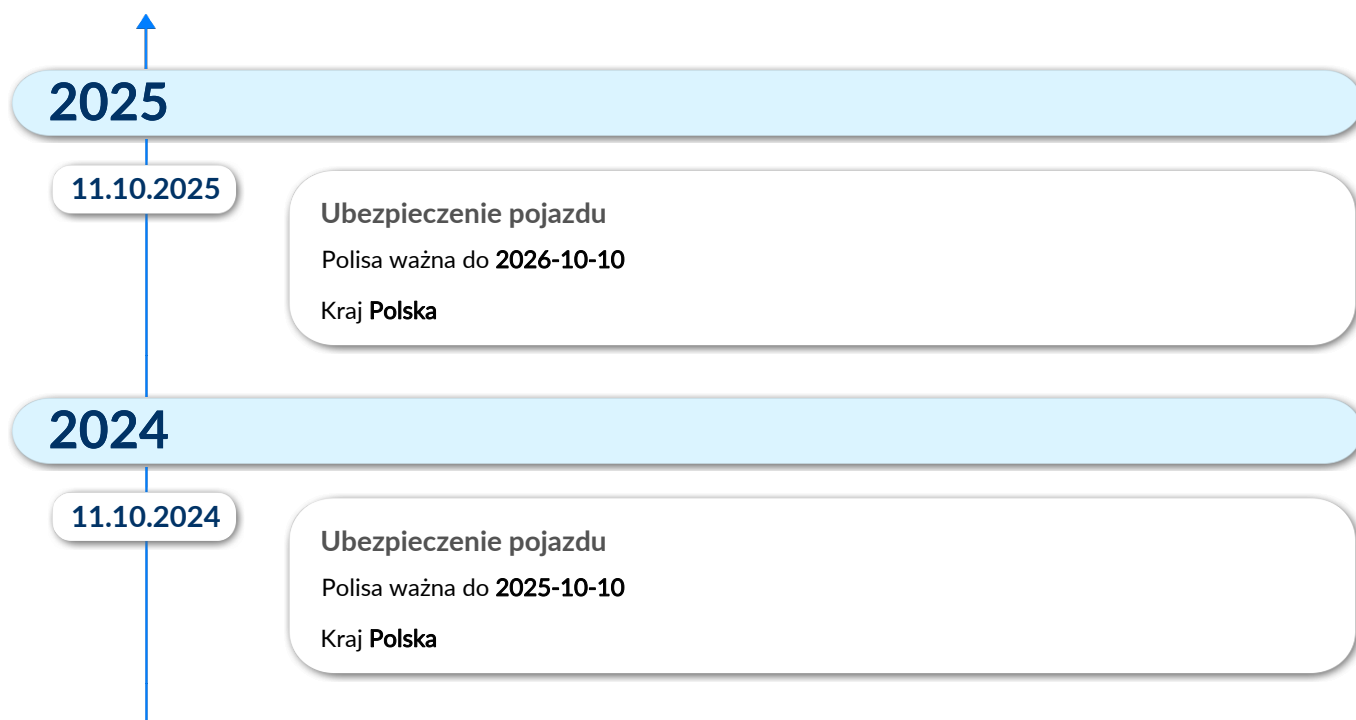 2025
11.10.2025
Ubezpieczenie pojazdu
Polisa ważna do 2026-10-10
Kraj Polska
2024
11.10.2024
Ubezpieczenie pojazdu
Polisa ważna do 2025-10-10
Kraj Polska